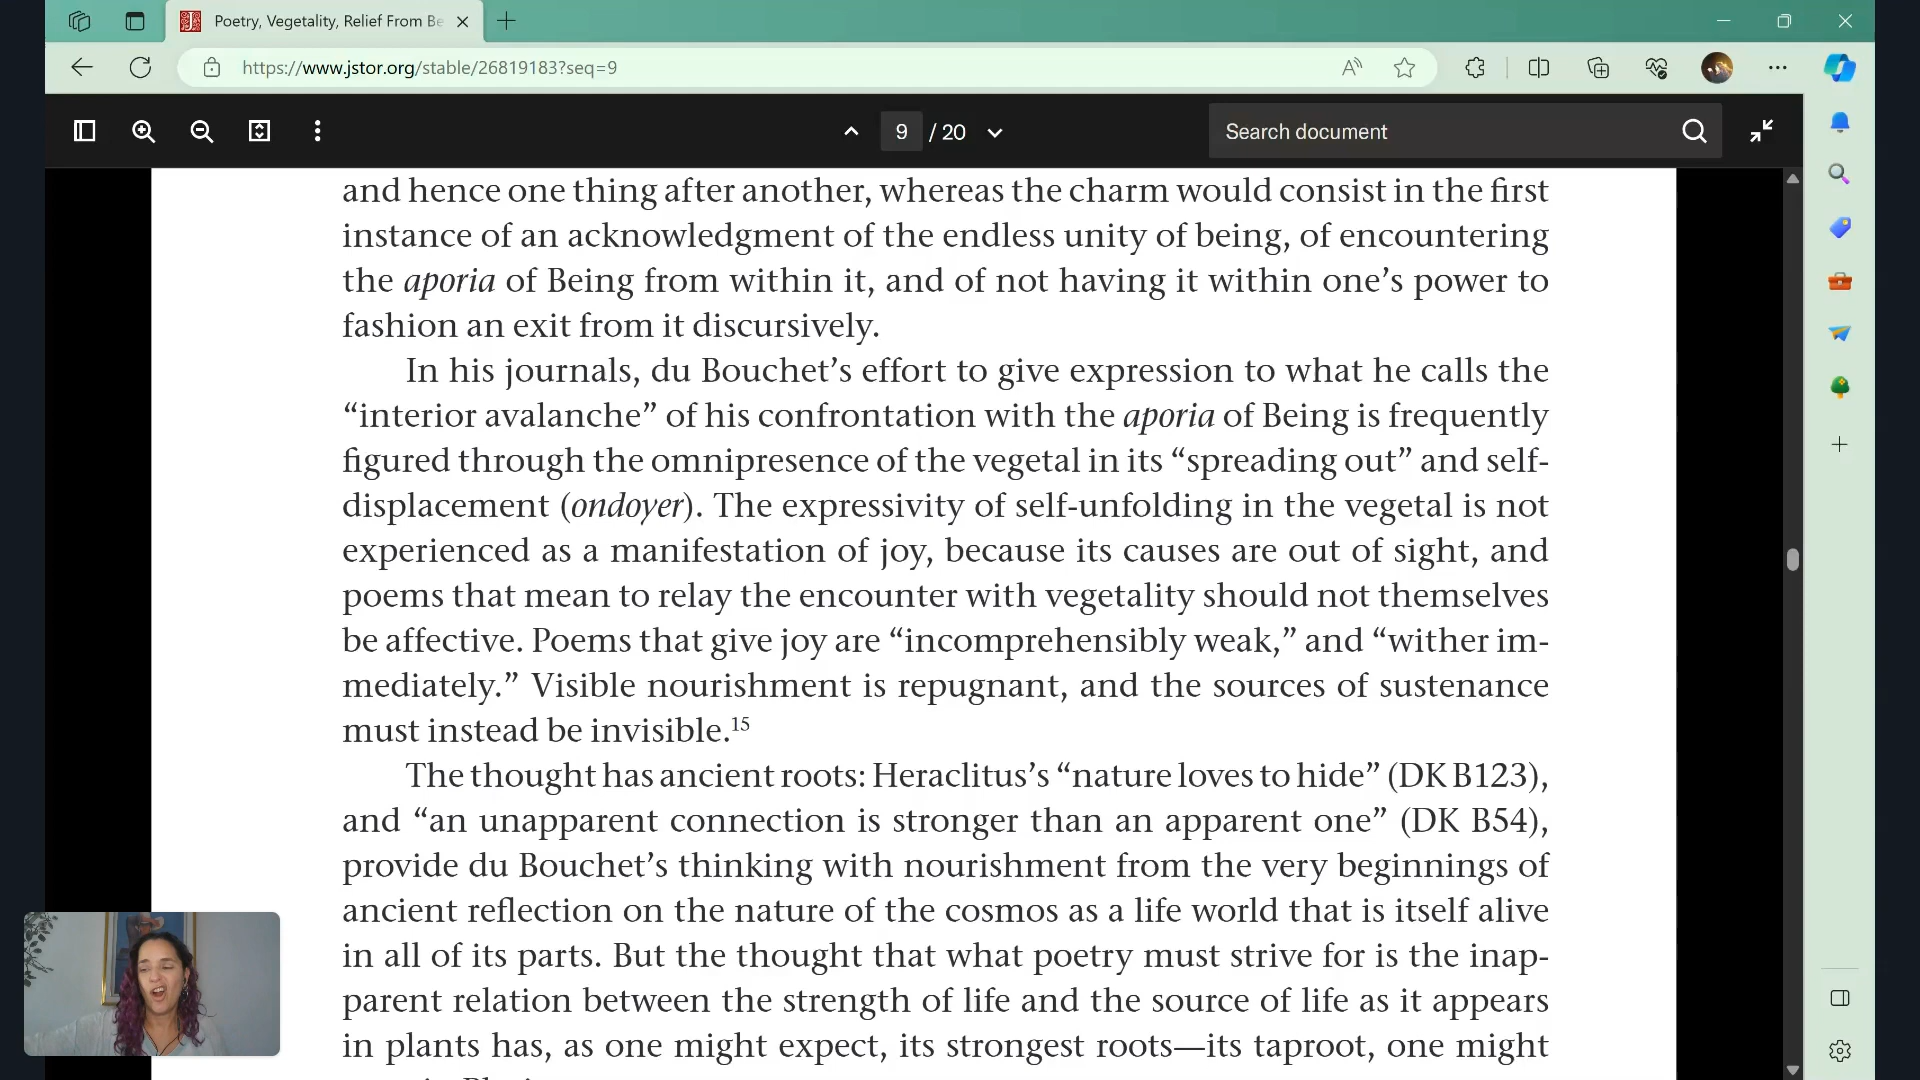 Poetry, Vegetality, Relief From Be
https://www.jstor.org/stable/26819183?seq=9
9 / 20
Search document
and hence one thing after another, whereas the charm would consist in the first
instance of an acknowledgment of the endless unity of being, of encountering
the aporia of Being from within it, and of not having it within one’s power to
fashion an exit from it discursively.
In his journals, du Bouchet’s effort to give expression to what he calls the
“interior avalanche” of his confrontation with the aporia of Being is frequently
figured through the omnipresence of the vegetal in its “spreading out” and self-
displacement (ondoyer). The expressivity of self-unfolding in the vegetal is not
experienced as a manifestation of joy, because its causes are out of sight, and
poems that mean to relay the encounter with vegetality should not themselves
be affective. Poems that give joy are “incomprehensibly weak,” and “wither im-
mediately.” Visible nourishment is repugnant, and the sources of sustenance
must instead be invisible.15
The thought has ancient roots: Heraclitus’s “nature loves to hide” (DK B123),
and “an unapparent connection is stronger than an apparent one” (DK B54),
provide du Bouchet’s thinking with nourishment from the very beginnings of
ancient reflection on the nature of the cosmos as a life world that is itself alive
in all of its parts. But the thought that what poetry must strive for is the inap-
parent relation between the strength of life and the source of life as it appears
in plants has, as one might expect, its strongest roots—its taproot, one might